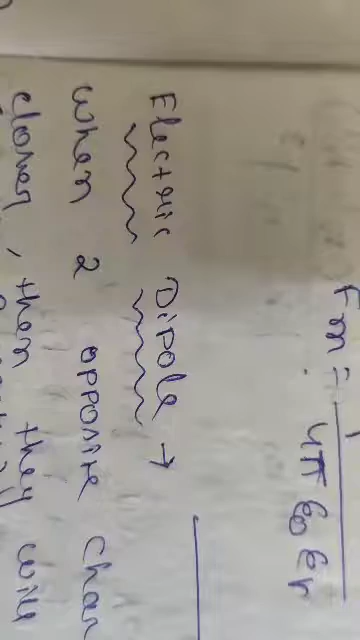 Fm = 1 / 4π ε0 εr
Electric Dipole →
When 2 opposite char
closer, then they will